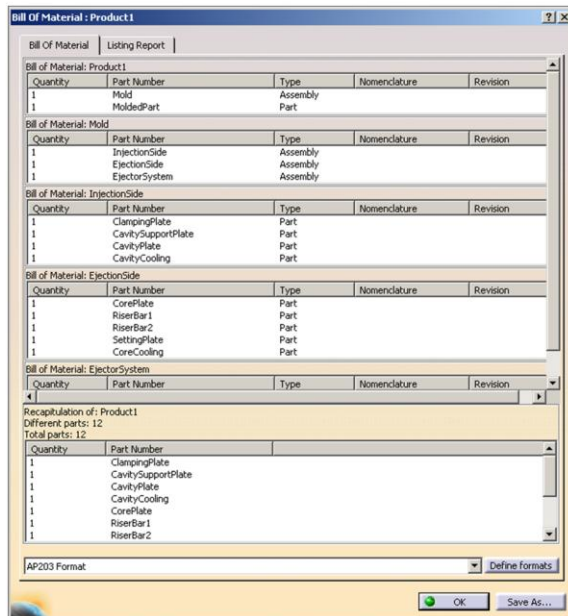 Bill Of Material : Product1
Bill Of Material Listing Report
Bill of Material: Product1
Quantity Part Number Type Nomenclature Revision
1 Mold Assembly
1 MoldedPart Part
Bill of Material: Mold
Quantity Part Number Type Nomenclature Revision
1 InjectionSide Assembly
1 EjectionSide Assembly
1 EjectorSystem Assembly
Bill of Material: InjectionSide
Quantity Part Number Type Nomenclature Revision
1 ClampingPlate Part
1 CavitySupportPlate Part
1 CavityPlate Part
1 CavityCooling Part
Bill of Material: EjectionSide
Quantity Part Number Type Nomenclature Revision
1 CorePlate Part
1 RiserBar1 Part
1 RiserBar2 Part
1 SettingPlate Part
1 CoreCooling Part
Bill of Material: EjectorSystem
Quantity Part Number Type Nomenclature Revision
Recapitulation of: Product1
Different parts: 12
Total parts: 12
Quantity Part Number
1 ClampingPlate
1 CavitySupportPlate
1 CavityPlate
1 CavityCooling
1 CorePlate
1 RiserBar1
1 RiserBar2
AP203 Format Define formats
OK Save As...